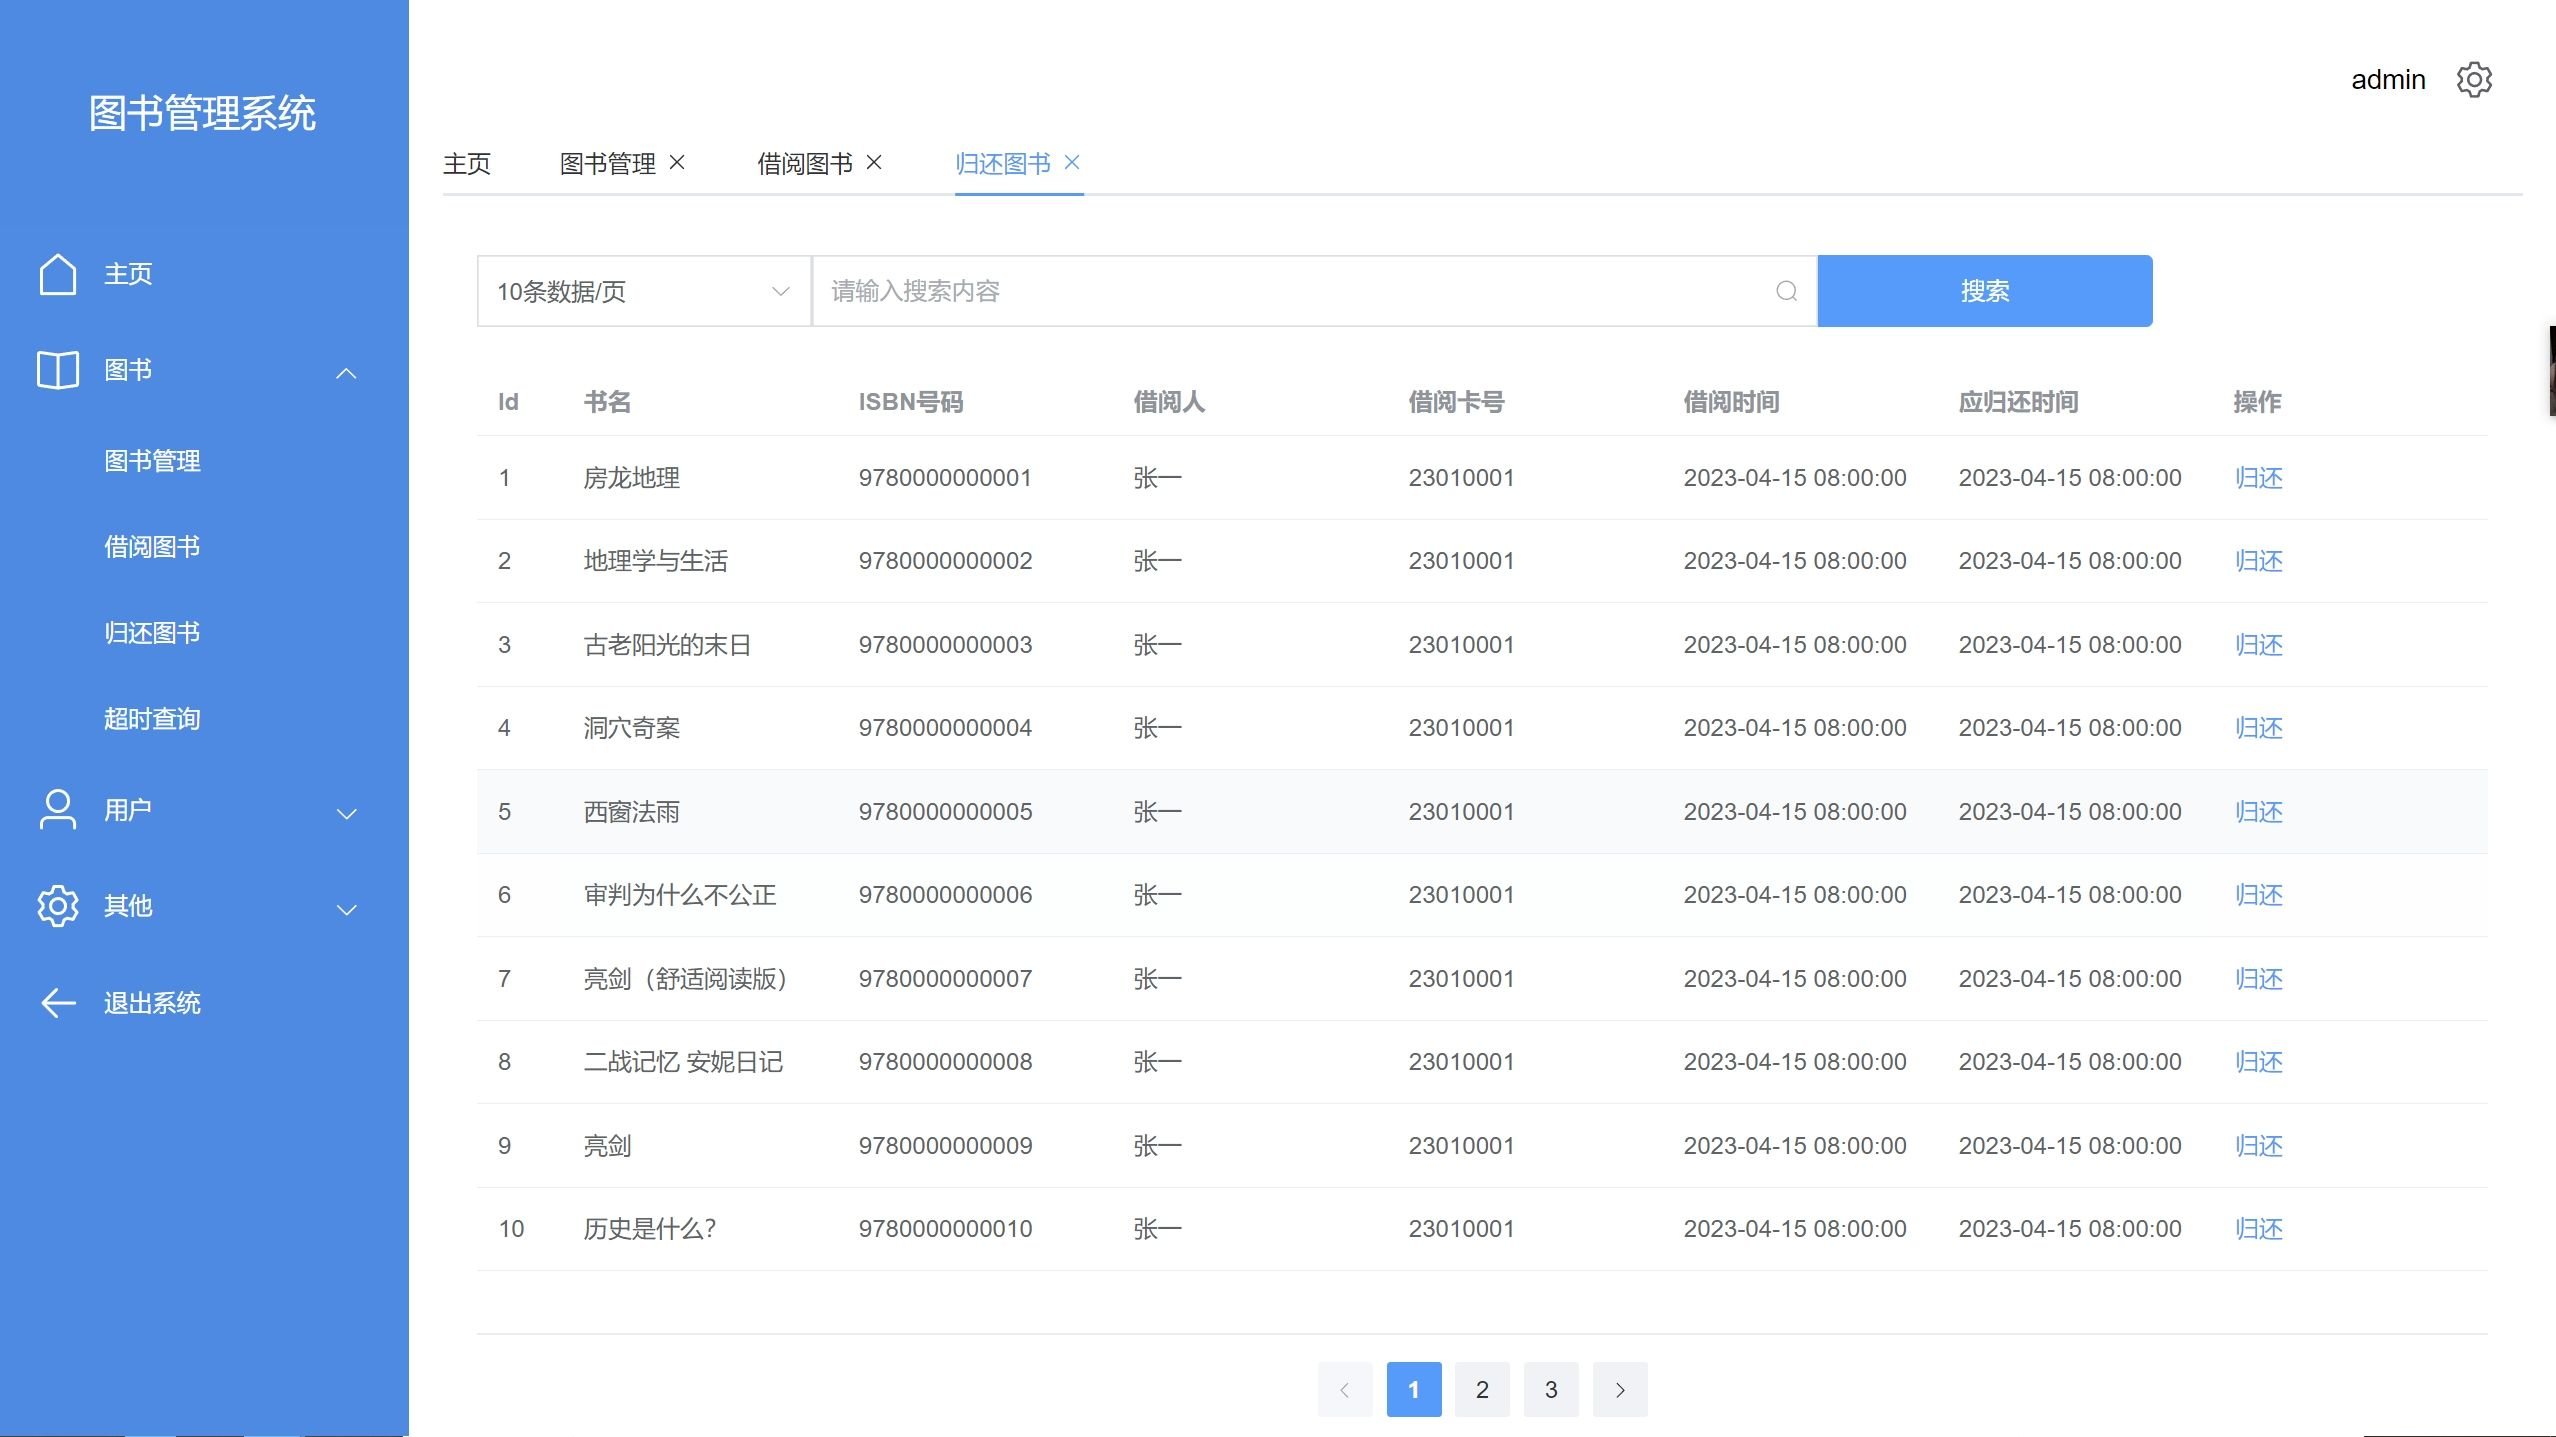 图书管理系统
主页
图书
图书管理
借阅图书
归还图书
超时查询
用户
其他
退出系统
admin
主页 图书管理 借阅图书 归还图书
10条数据/页 请输入搜索内容 搜索
Id 书名 ISBN号码 借阅人 借阅卡号 借阅时间 应归还时间 操作
1 房龙地理 9780000000001 张一 23010001 2023-04-15 08:00:00 2023-04-15 08:00:00 归还
2 地理学与生活 9780000000002 张一 23010001 2023-04-15 08:00:00 2023-04-15 08:00:00 归还
3 古老阳光的末日 9780000000003 张一 23010001 2023-04-15 08:00:00 2023-04-15 08:00:00 归还
4 洞穴奇案 9780000000004 张一 23010001 2023-04-15 08:00:00 2023-04-15 08:00:00 归还
5 西窗法雨 9780000000005 张一 23010001 2023-04-15 08:00:00 2023-04-15 08:00:00 归还
6 审判为什么不公正 9780000000006 张一 23010001 2023-04-15 08:00:00 2023-04-15 08:00:00 归还
7 亮剑（舒适阅读版） 9780000000007 张一 23010001 2023-04-15 08:00:00 2023-04-15 08:00:00 归还
8 二战记忆 安妮日记 9780000000008 张一 23010001 2023-04-15 08:00:00 2023-04-15 08:00:00 归还
9 亮剑 9780000000009 张一 23010001 2023-04-15 08:00:00 2023-04-15 08:00:00 归还
10 历史是什么？ 9780000000010 张一 23010001 2023-04-15 08:00:00 2023-04-15 08:00:00 归还
1 2 3